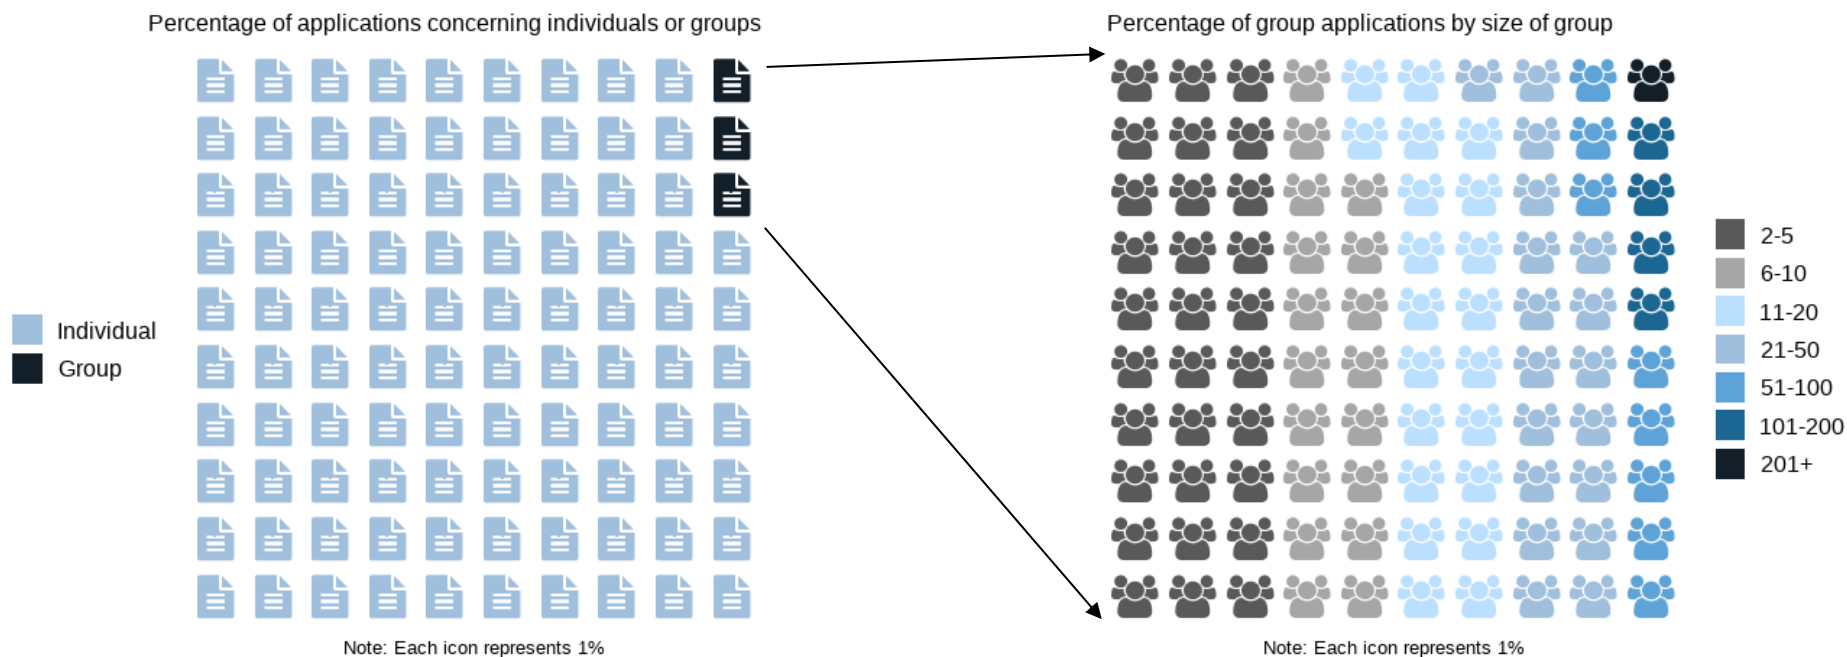 Percentage of applications concerning individuals or groups
Individual
Group
Note: Each icon represents 1%
Percentage of group applications by size of group
2-5
6-10
11-20
21-50
51-100
101-200
201+
Note: Each icon represents 1%